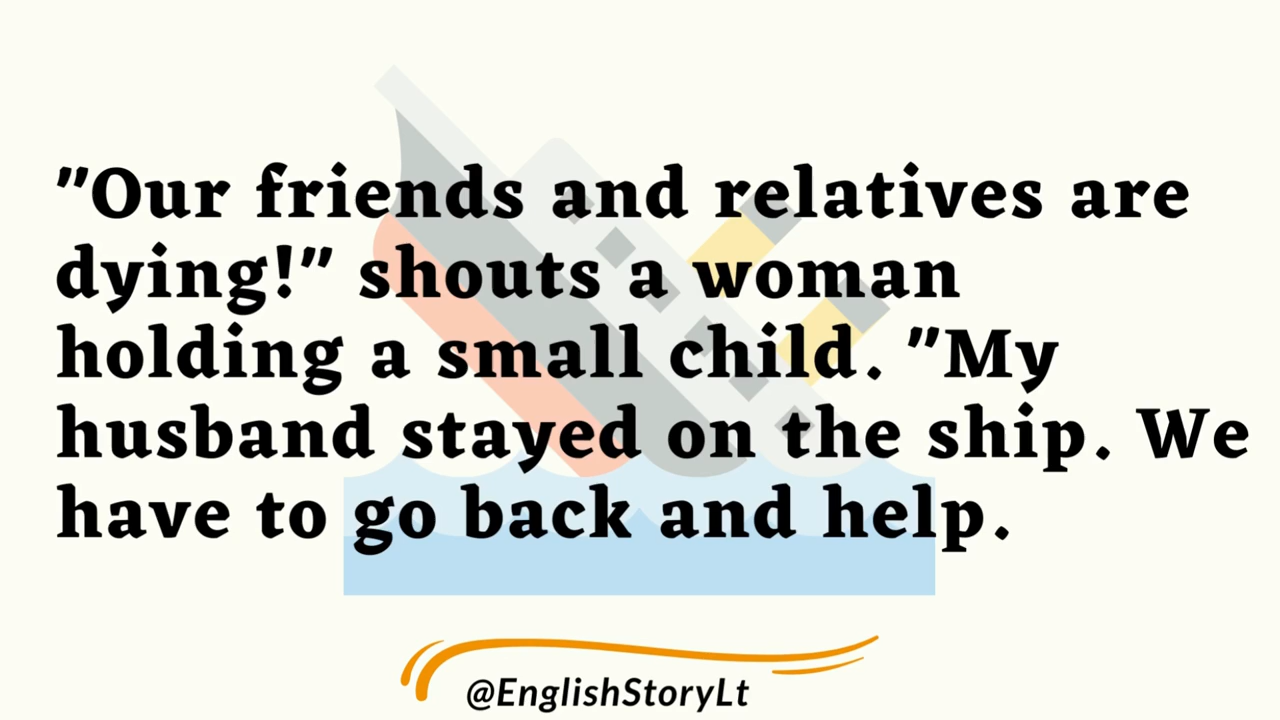 "Our friends and relatives are
dying!" shouts a woman
holding a small child. "My
husband stayed on the ship. We
have to go back and help.
@EnglishStoryLt